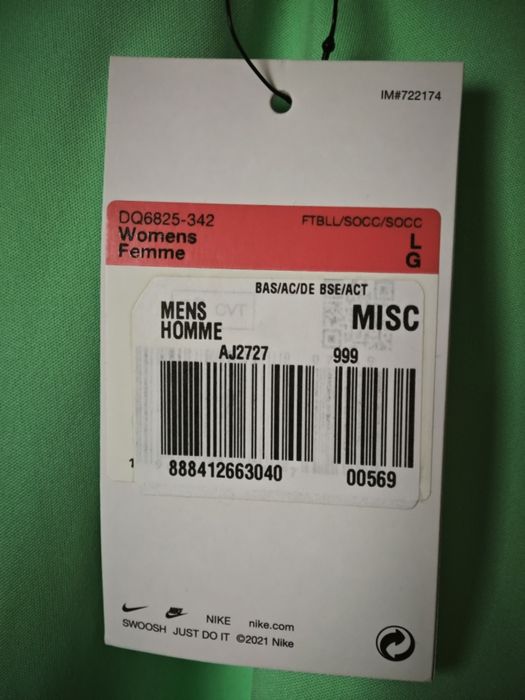 IM#722174
DQ6825-342 FTBLL/SOCC/SOCC
Womens L
Femme G
BAS/AC/DE BSE/ACT
MENS MISC
HOMME
AJ2727 999
888412663040 00569
NIKE nike.com
SWOOSH JUST DO IT ©2021 Nike